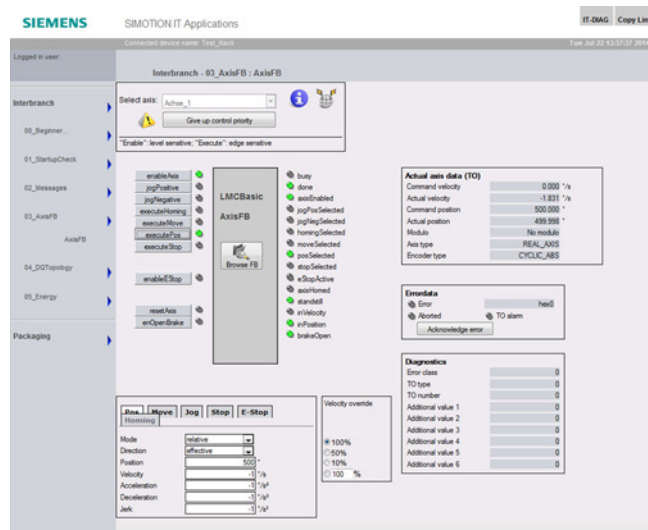 SIEMENS
SIMOTION IT Applications
IT-DIAG Copy Lin
Connected device name: Test_Rack
Tue Jul 22 13:37:37 201
Logged in user:
Interbranch - 03_AxisFB : AxisFB
Interbranch
00_Beginner...
01_StartupCheck
02_Messages
03_AxisFB
AxisFB
04_DQTopology
05_Energy
Packaging
Select axis: Achse_1
Give up control priority
"Enable": level sensitive; "Execute": edge sensitive
enableAxis
jogPositive
jogNegative
executeHoming
executeMove
executePos
executeStop
enableEStop
resetAxis
enOpenBrake
LMCBasic
AxisFB
Browse FB
busy
done
axisEnabled
jogPosSelected
jogNegSelected
homingSelected
moveSelected
posSelected
stopSelected
eStopActive
axisHomed
standstill
inVelocity
inPosition
brakeOpen
Actual axis data (TO)
Command velocity 0.000 °/s
Actual velocity -1.831 °/s
Command position 500.000 °
Actual position 499.998 °
Modulo No modulo
Axis type REAL_AXIS
Encoder type CYCLIC_ABS
Errordata
Error hex0
Aborted TO alarm
Acknowledge error
Diagnostics
Error class 0
TO type 0
TO number 0
Additional value 1 0
Additional value 2 0
Additional value 3 0
Additional value 4 0
Additional value 5 0
Additional value 6 0
Pos Move Jog Stop E-Stop
Homing
Mode relative
Direction effective
Position 500 °
Velocity -1 °/s
Acceleration -1 °/s²
Deceleration -1 °/s²
Jerk -1 °/s³
Velocity override
100%
50%
10%
100 %